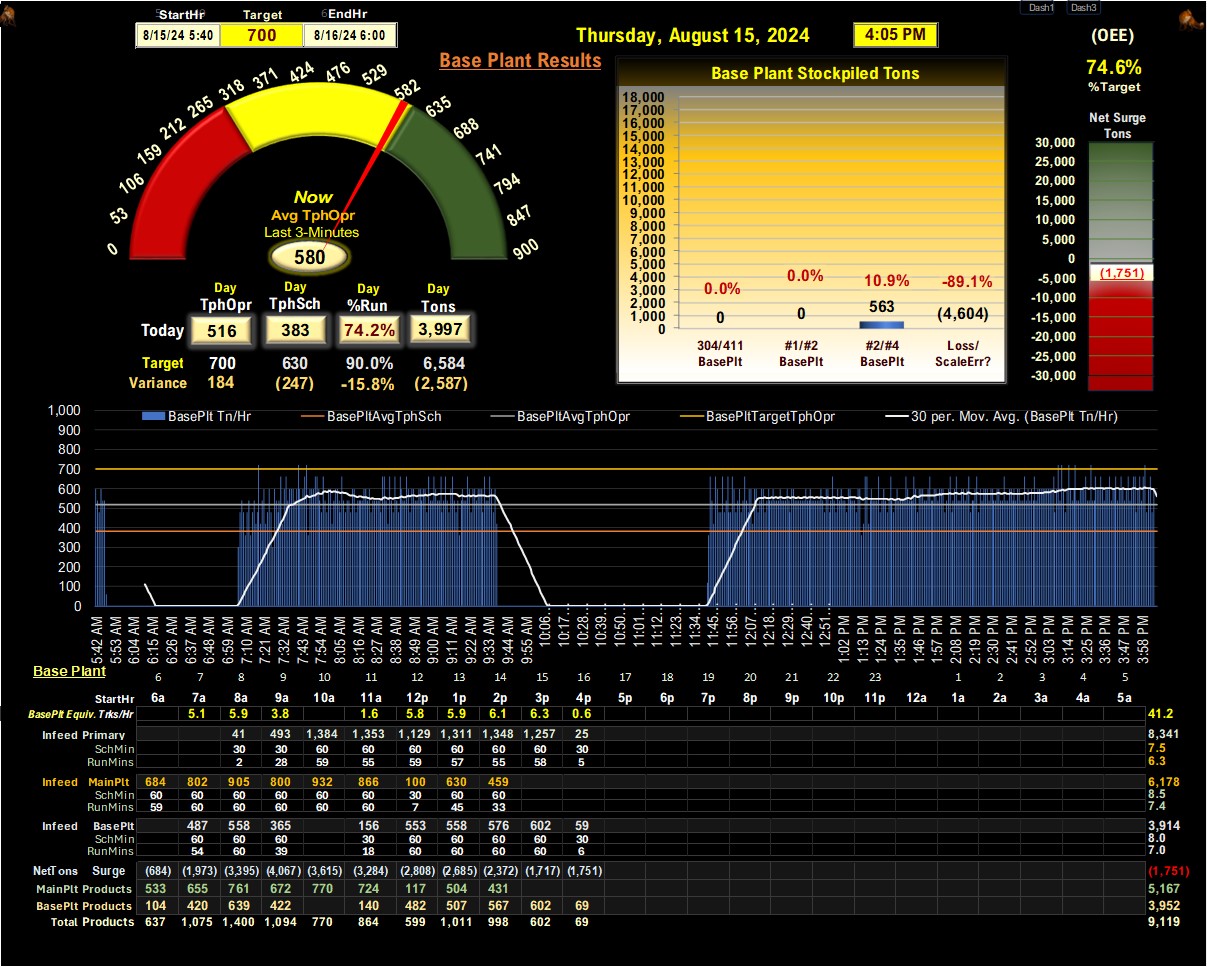 StartHr Target EndHr Dash1 Dash3
8/15/24 5:40 700 8/16/24 6:00
Thursday, August 15, 2024 4:05 PM (OEE)
74.6%
%Target
Base Plant Results
Base Plant Stockpiled Tons
Net Surge
Tons
0 53 106 159 212 265 318 371 424 476 529 582 635 688 741 794 847 900
Now
Avg TphOpr
Last 3-Minutes
580
18,000
17,000
16,000
15,000
14,000
13,000
12,000
11,000
10,000
9,000
8,000
7,000
6,000
5,000
4,000
3,000
2,000
1,000
0
0.0% 0.0% 10.9% -89.1%
0 0 563 (4,604)
304/411 #1/#2 #2/#4 Loss/
BasePlt BasePlt BasePlt ScaleErr?
30,000
25,000
20,000
15,000
10,000
5,000
0
-5,000
-10,000
-15,000
-20,000
-25,000
-30,000
(1,751)
Day Day Day Day
TphOpr TphSch %Run Tons
Today 516 383 74.2% 3,997
Target 700 630 90.0% 6,584
Variance 184 (247) -15.8% (2,587)
BasePlt Tn/Hr BasePltAvgTphSch BasePltAvgTphOpr BasePltTargetTphOpr 30 per. Mov. Avg. (BasePlt Tn/Hr)
1,000
900
800
700
600
500
400
300
200
100
0
5:42 AM 5:53 AM 6:04 AM 6:15 AM 6:26 AM 6:37 AM 6:48 AM 6:59 AM 7:10 AM 7:21 AM 7:32 AM 7:43 AM 7:54 AM 8:05 AM 8:16 AM 8:27 AM 8:38 AM 8:49 AM 9:00 AM 9:11 AM 9:22 AM 9:33 AM 9:44 AM 9:55 AM 10:06... 10:17... 10:28... 10:39... 10:50... 11:01... 11:12... 11:23... 11:34... 11:45... 11:56... 12:07... 12:18... 12:29... 12:40... 12:51... 1:02 PM 1:13 PM 1:24 PM 1:35 PM 1:46 PM 1:57 PM 2:08 PM 2:19 PM 2:30 PM 2:41 PM 2:52 PM 3:03 PM 3:14 PM 3:25 PM 3:36 PM 3:47 PM 3:58 PM
Base Plant
6 7 8 9 10 11 12 13 14 15 16 17 18 19 20 21 22 23 1 2 3 4 5
StartHr 6a 7a 8a 9a 10a 11a 12p 1p 2p 3p 4p 5p 6p 7p 8p 9p 10p 11p 12a 1a 2a 3a 4a 5a
BasePlt Equiv. Trks/Hr 5.1 5.9 3.8 1.6 5.8 5.9 6.1 6.3 0.6 41.2
Infeed Primary 41 493 1,384 1,353 1,129 1,311 1,348 1,257 25 8,341
SchMin 30 30 60 60 60 60 60 60 30 7.5
RunMins 2 28 59 55 59 57 55 58 5 6.3
Infeed MainPlt 684 802 905 800 932 866 100 630 459 6,178
SchMin 60 60 60 60 60 60 30 60 60 8.5
RunMins 59 60 60 60 60 60 7 45 33 7.4
Infeed BasePlt 487 558 365 156 553 558 576 602 59 3,914
SchMin 60 60 60 30 60 60 60 60 30 8.0
RunMins 54 60 39 18 60 60 60 60 6 7.0
NetTons Surge (684) (1,973) (3,395) (4,067) (3,615) (3,284) (2,808) (2,685) (2,372) (1,717) (1,751) (1,751)
MainPlt Products 533 655 761 672 770 724 117 504 431 5,167
BasePlt Products 104 420 639 422 140 482 507 567 602 69 3,952
Total Products 637 1,075 1,400 1,094 770 864 599 1,011 998 602 69 9,119